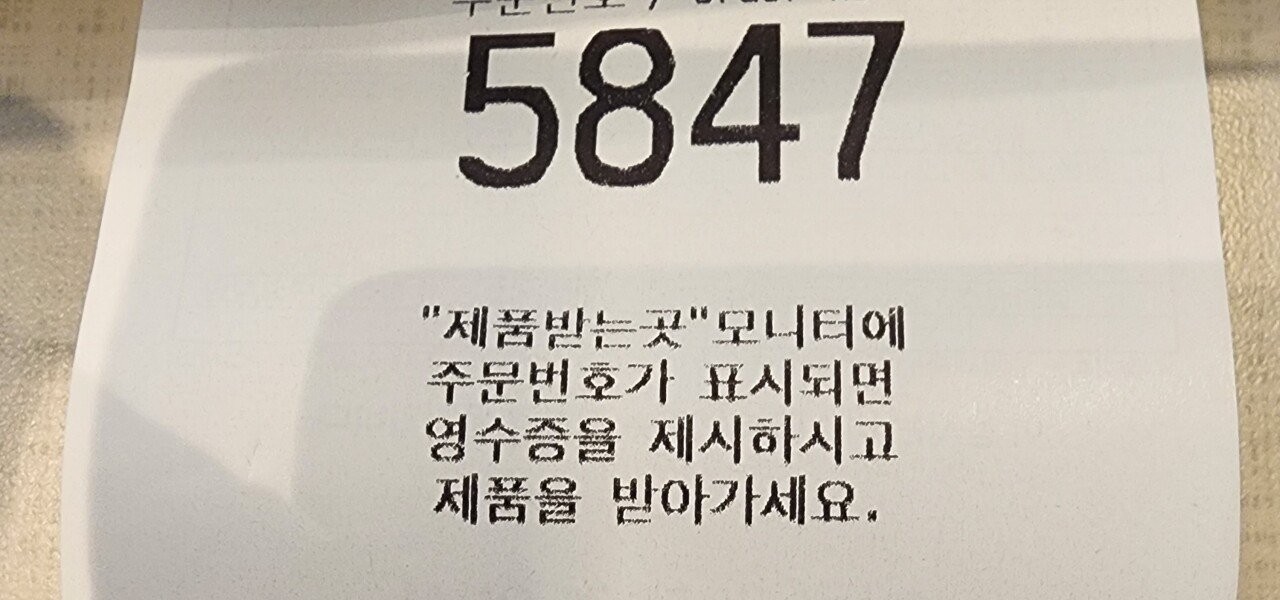 5847
"제품받는곳"모니터에
주문번호가 표시되면
영수증을 제시하시고
제품을 받아가세요.